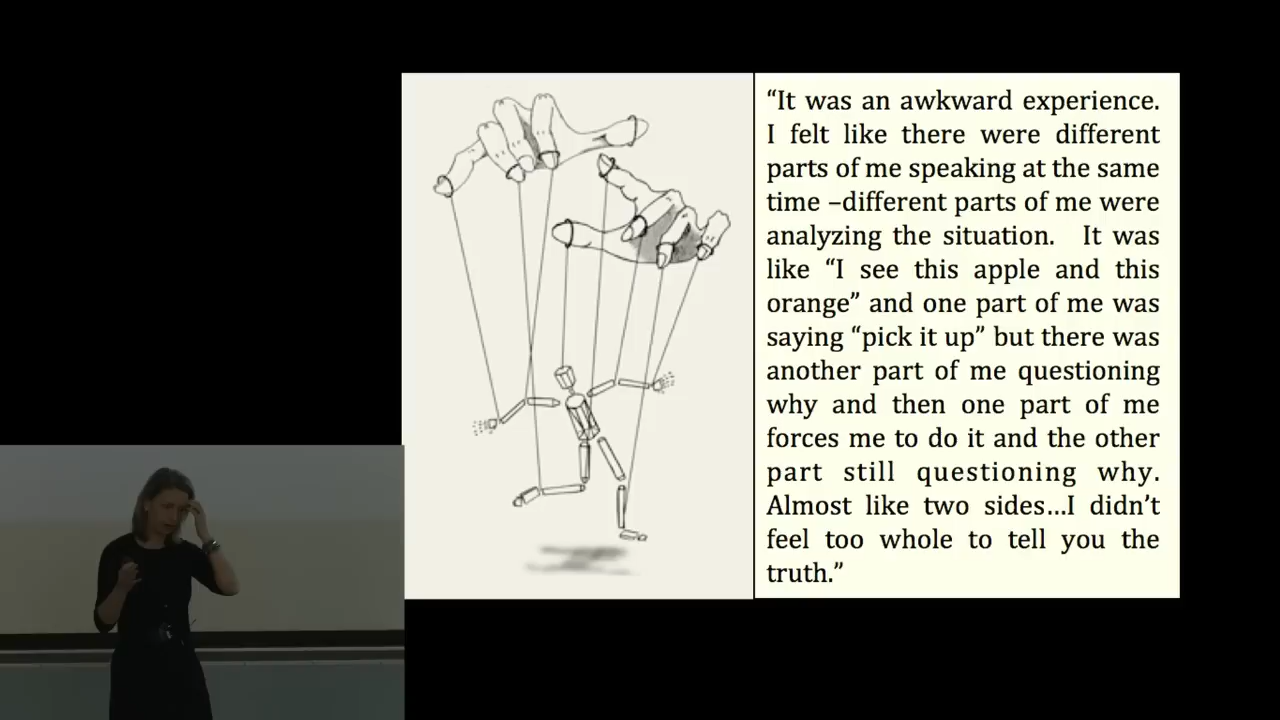 “It was an awkward experience.
I felt like there were different
parts of me speaking at the same
time –different parts of me were
analyzing the situation. It was
like “I see this apple and this
orange” and one part of me was
saying “pick it up” but there was
another part of me questioning
why and then one part of me
forces me to do it and the other
part still questioning why.
Almost like two sides...I didn’t
feel too whole to tell you the
truth.”